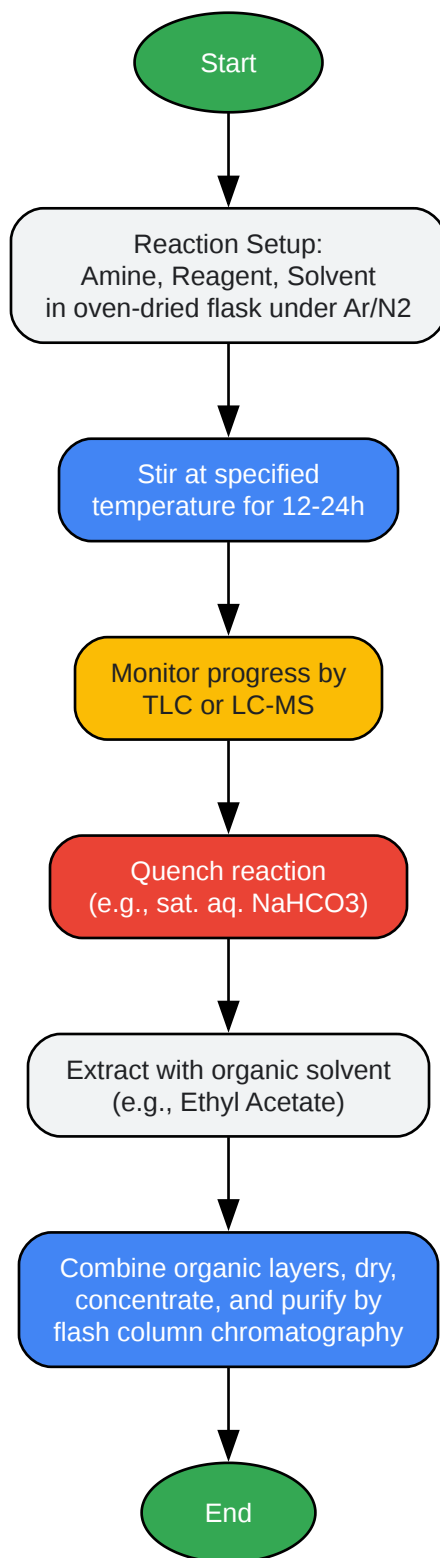 Start
Reaction Setup:
Amine, Reagent, Solvent
in oven-dried flask under Ar/N2
Stir at specified
temperature for 12-24h
Monitor progress by
TLC or LC-MS
Quench reaction
(e.g., sat. aq. NaHCO3)
Extract with organic solvent
(e.g., Ethyl Acetate)
Combine organic layers, dry,
concentrate, and purify by
flash column chromatography
End